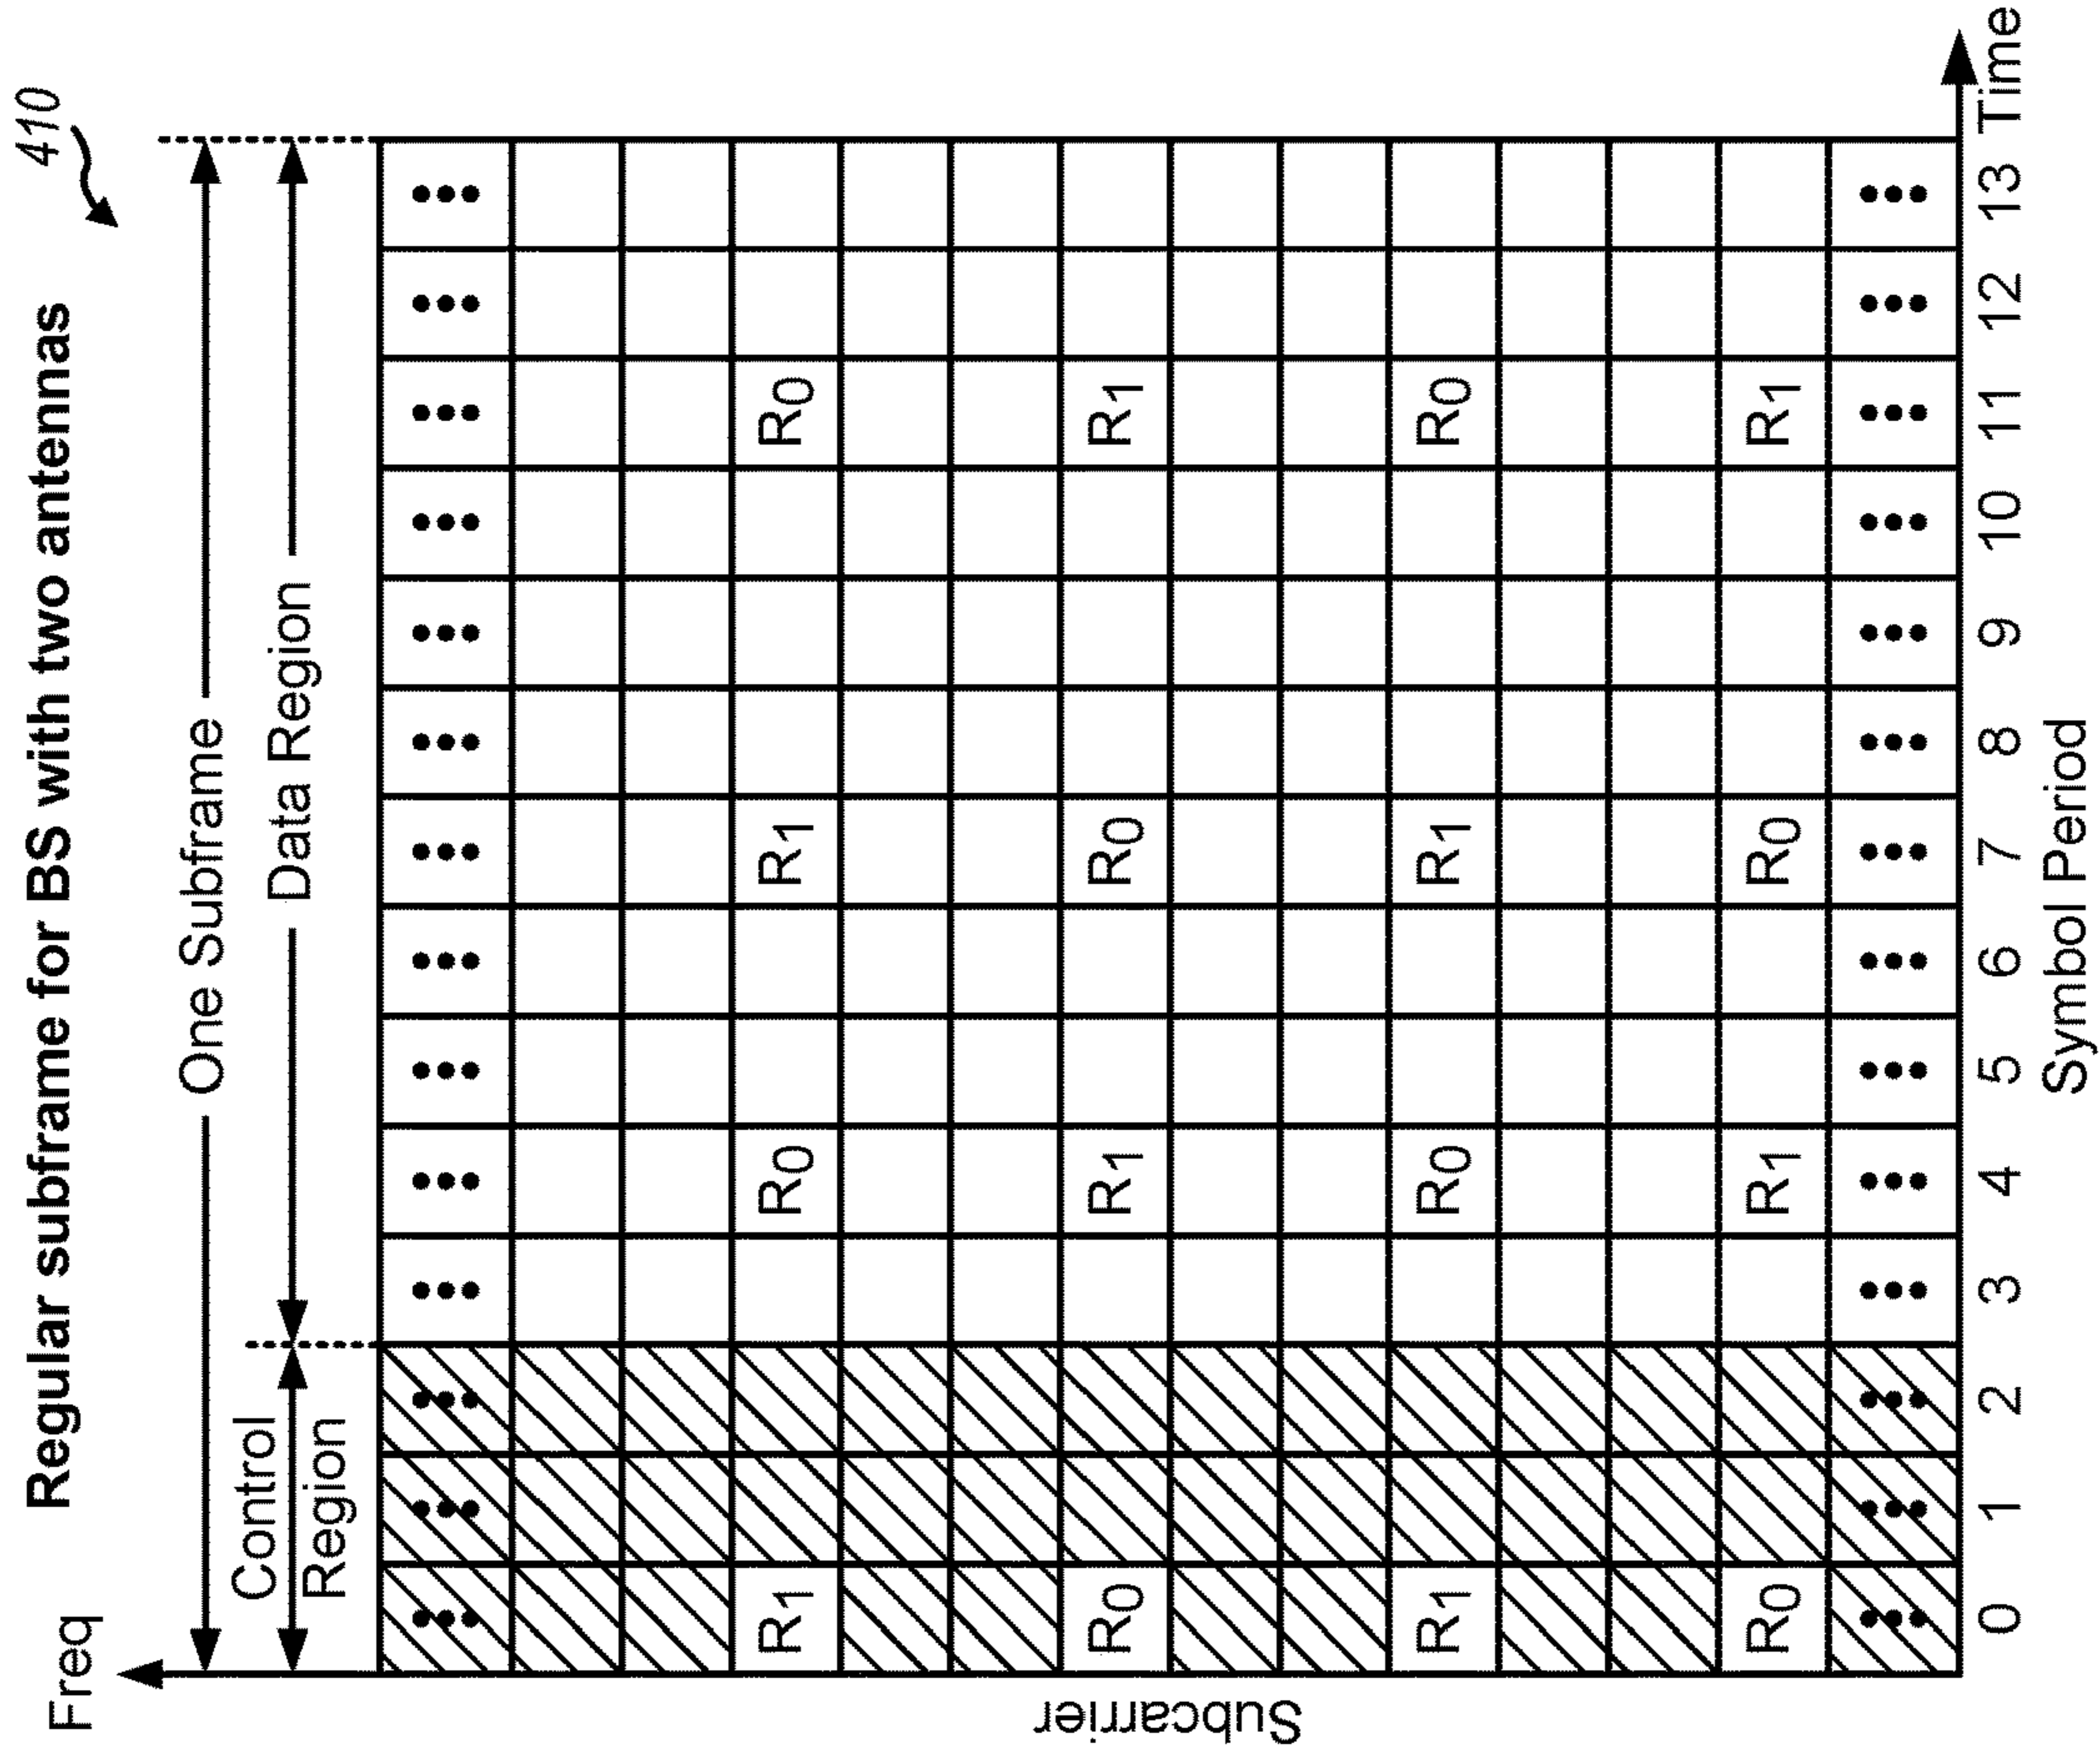 Regular subframe for BS with two antennas
410
Freq
One Subframe
Control
Region
Data Region
R1 R0 R1 R0
R0 R1 R0 R1
R1 R0 R1 R0
R0 R1 R0 R1
Subcarrier
0 1 2 3 4 5 6 7 8 9 10 11 12 13 Time
Symbol Period